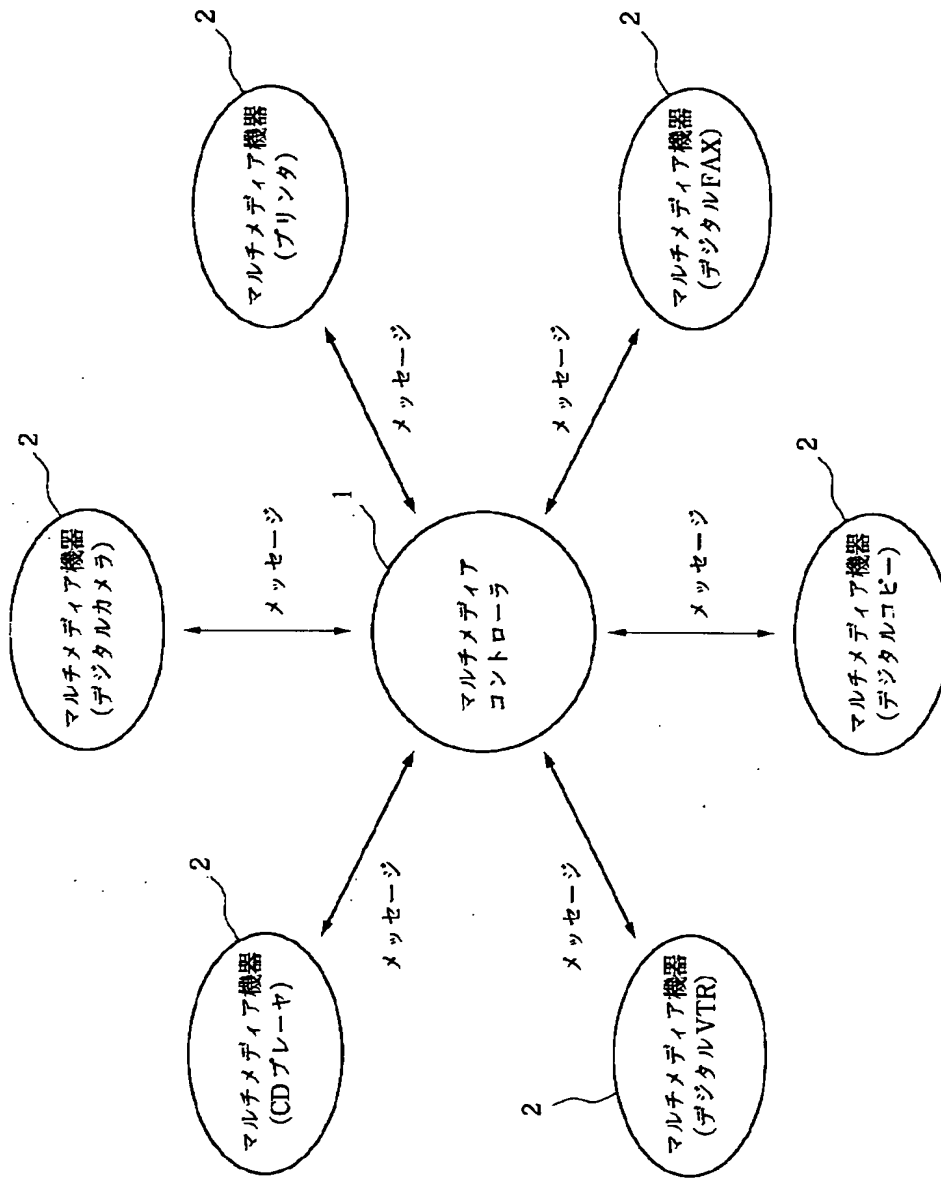 マルチメディア機器
(CDプレーヤ)
2
メッセージ
マルチメディア機器
(デジタルカメラ)
2
メッセージ
マルチメディア機器
(プリンタ)
2
メッセージ
マルチメディア
コントローラ
1
マルチメディア機器
(デジタルVTR)
2
メッセージ
マルチメディア機器
(デジタルコピー)
2
メッセージ
マルチメディア機器
(デジタルFAX)
2
メッセージ